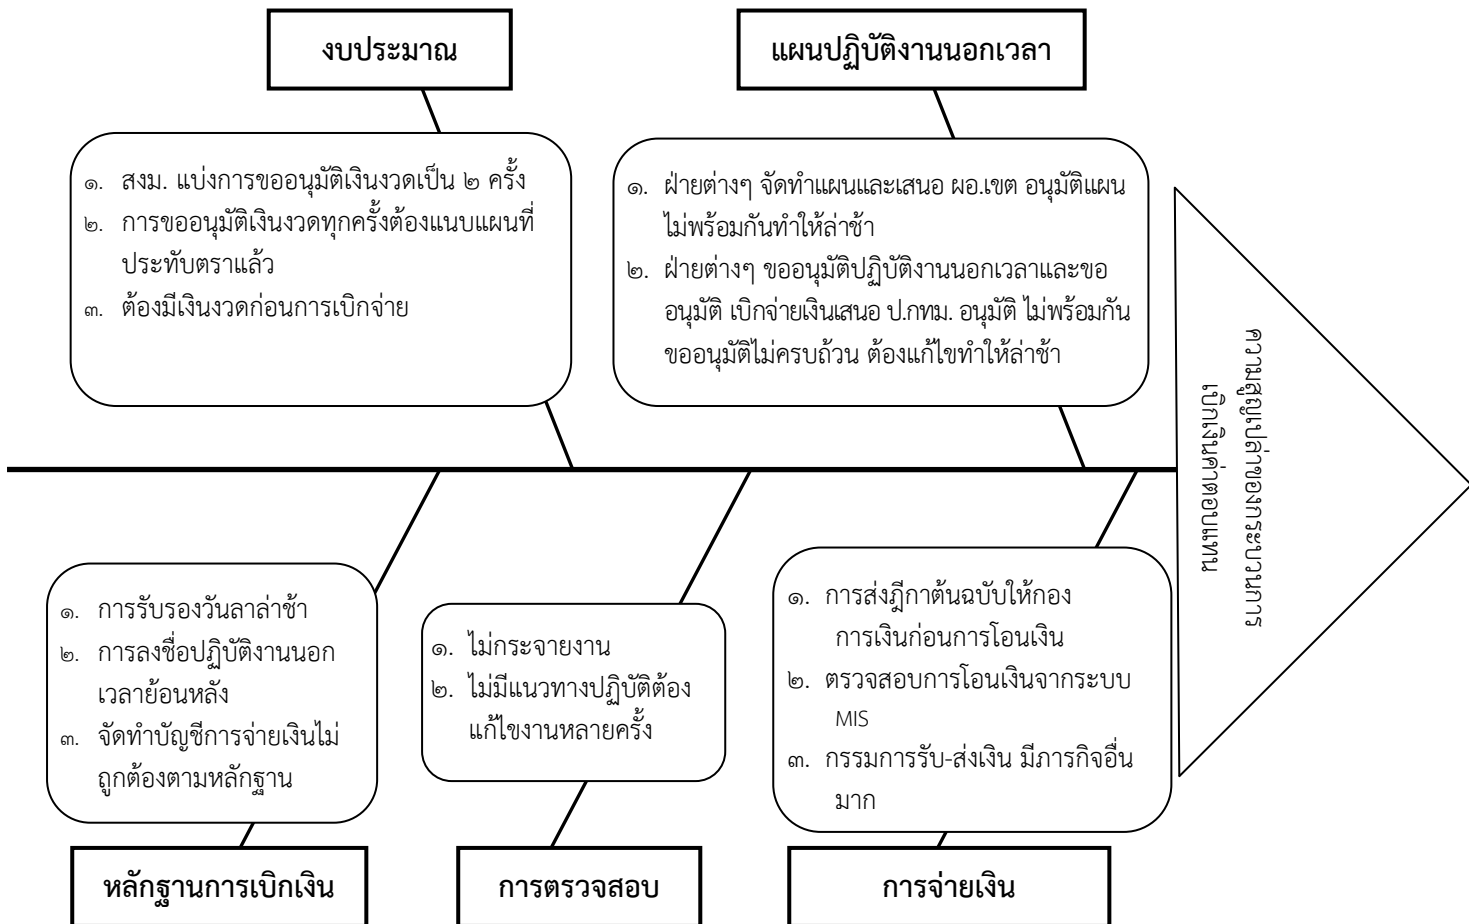 งบประมาณ
แผนปฏิบัติงานนอกเวลา
๑. สงม. แบ่งการขออนุมัติเงินงวดเป็น ๒ ครั้ง
๒. การขออนุมัติเงินงวดทุกครั้งต้องแนบแผนที่
ประทับตราแล้ว
๓. ต้องมีเงินงวดก่อนการเบิกจ่าย
๑. ฝ่ายต่างๆ จัดทำแผนและเสนอ ผอ.เขต อนุมัติแผน
ไม่พร้อมกันทำให้ล่าช้า
๒. ฝ่ายต่างๆ ขออนุมัติปฏิบัติงานนอกเวลาและขอ
อนุมัติ เบิกจ่ายเงินเสนอ ป.กทม. อนุมัติ ไม่พร้อมกัน
ขออนุมัติไม่ครบถ้วน ต้องแก้ไขทำให้ล่าช้า
ความสูญเปล่าของกระบวนการ
เบิกเงินค่าตอบแทน
๑. การรับรองวันลาล่าช้า
๒. การลงชื่อปฏิบัติงานนอก
เวลาย้อนหลัง
๓. จัดทำบัญชีการจ่ายเงินไม่
ถูกต้องตามหลักฐาน
๑. ไม่กระจายงาน
๒. ไม่มีแนวทางปฏิบัติต้อง
แก้ไขงานหลายครั้ง
๑. การส่งฎีกาต้นฉบับให้กอง
การเงินก่อนการโอนเงิน
๒. ตรวจสอบการโอนเงินจากระบบ
MIS
๓. กรรมการรับ-ส่งเงิน มีภารกิจอื่น
มาก
หลักฐานการเบิกเงิน
การตรวจสอบ
การจ่ายเงิน